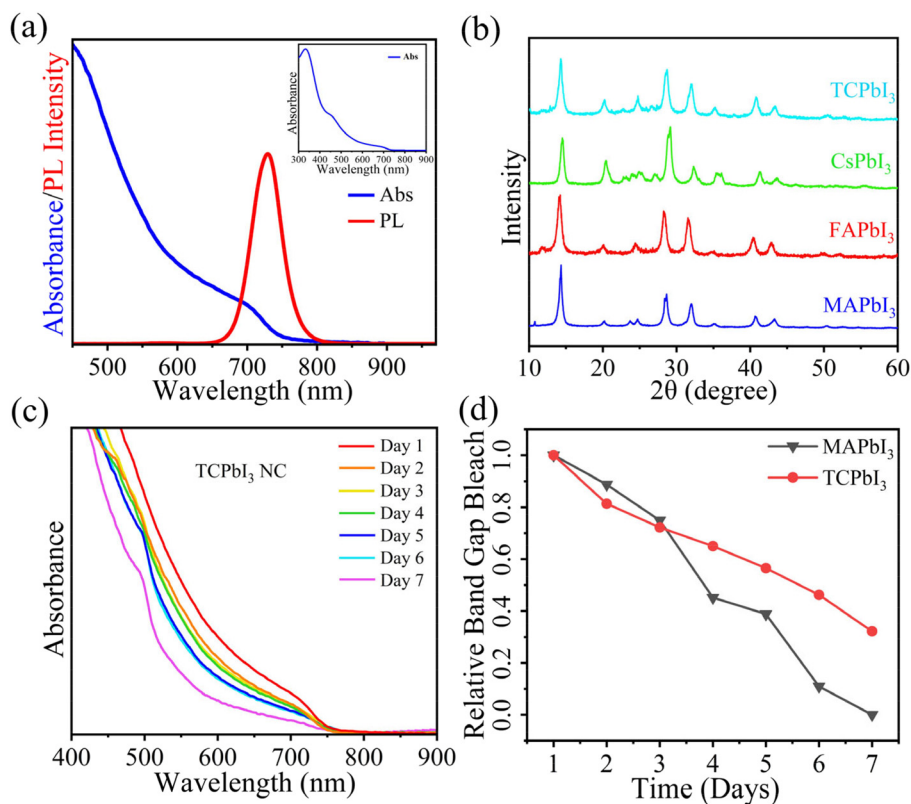 (a)
Absorbance/PL Intensity
500 600 700 800 900
Wavelength (nm)
Abs
PL
Absorbance
Abs
300 400 500 600 700 800 900
Wavelength (nm)
(b)
Intensity
TCPbI₃
CsPbI₃
FAPbI₃
MAPbI₃
10 20 30 40 50 60
2θ (degree)
(c)
Absorbance
TCPbI₃ NC
Day 1
Day 2
Day 3
Day 4
Day 5
Day 6
Day 7
400 500 600 700 800 900
Wavelength (nm)
(d)
Relative Band Gap Bleach
1.0
0.8
0.6
0.4
0.2
0.0
MAPbI₃
TCPbI₃
1 2 3 4 5 6 7
Time (Days)